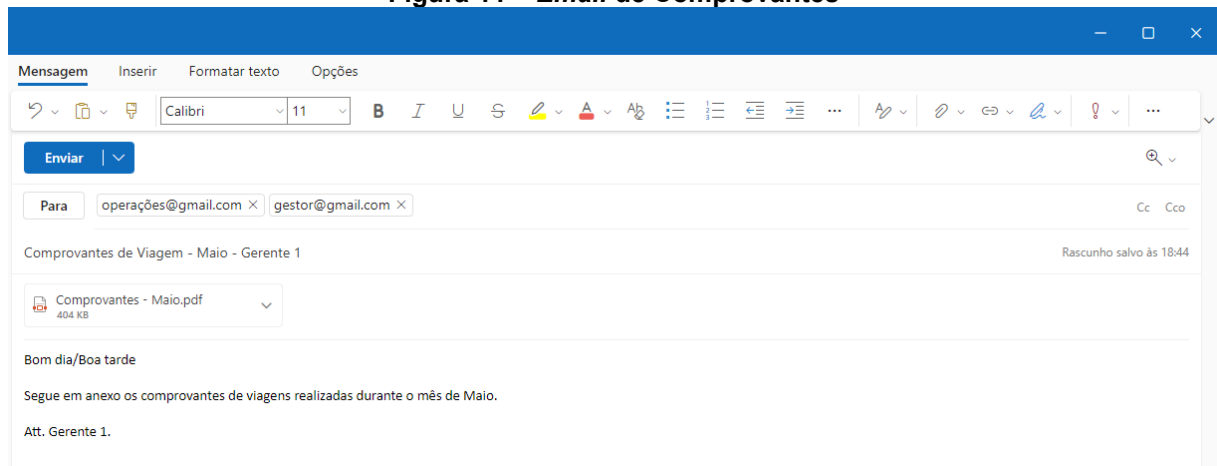 Mensagem Inserir Formatar texto Opções
Calibri 11 B I U S A Ab ... ...
Enviar
Para operações@gmail.com × gestor@gmail.com × Cc Cco
Comprovantes de Viagem - Maio - Gerente 1 Rascunho salvo às 18:44
Comprovantes - Maio.pdf
404 KB
Bom dia/Boa tarde
Segue em anexo os comprovantes de viagens realizadas durante o mês de Maio.
Att. Gerente 1.